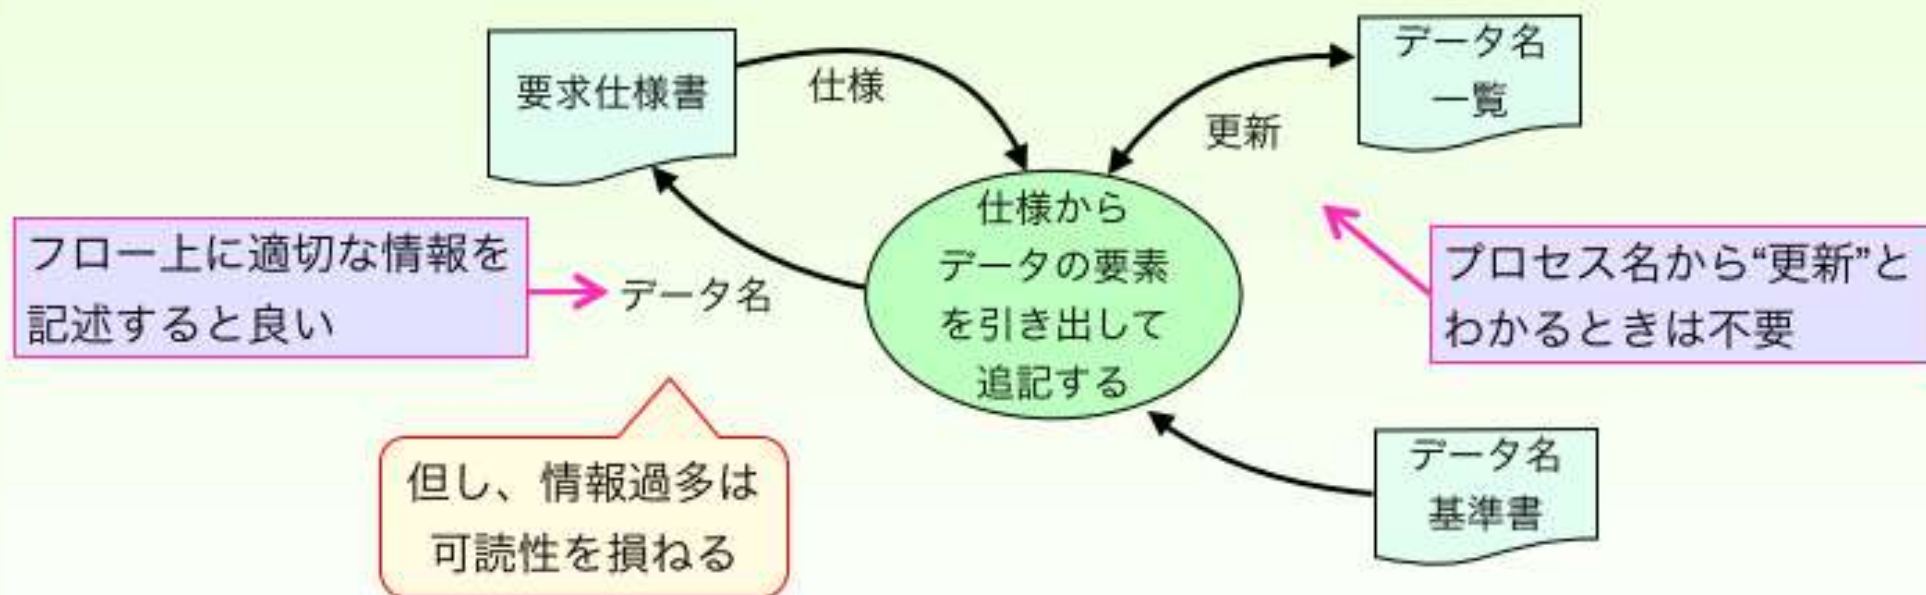 要求仕様書
仕様
データ名
一覧
更新
仕様から
データの要素
を引き出して
追記する
フロー上に適切な情報を
記述すると良い
データ名
プロセス名から“更新”と
わかるときは不要
但し、情報過多は
可読性を損ねる
データ名
基準書